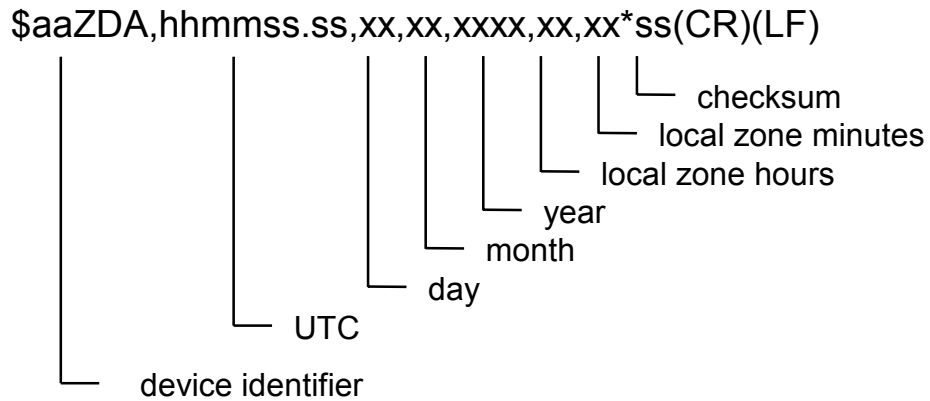 $aaZDA,hhmmss.ss,xx,xx,xxxx,xx,xx*ss(CR)(LF)
checksum
local zone minutes
local zone hours
year
month
day
UTC
device identifier